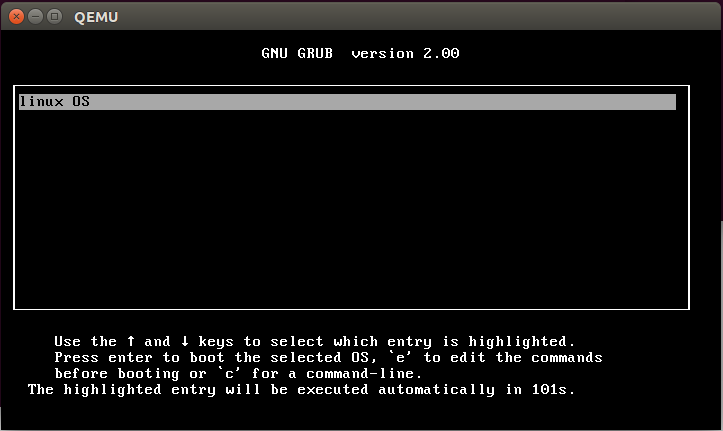 QEMU
GNU GRUB  version 2.00
linux OS
Use the ↑ and ↓ keys to select which entry is highlighted.
Press enter to boot the selected OS, `e' to edit the commands
before booting or `c' for a command-line.
The highlighted entry will be executed automatically in 101s.